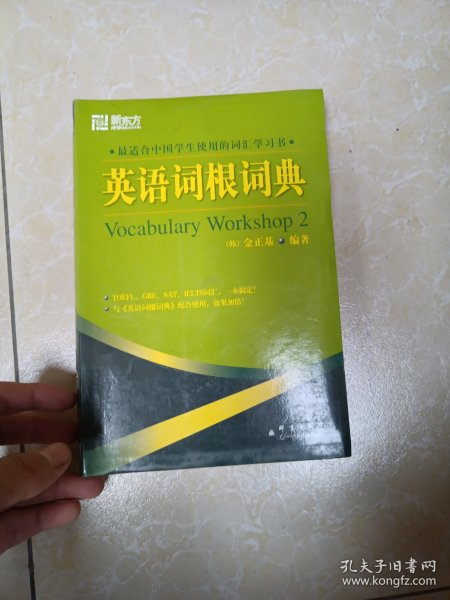 新东方
• 最适合中国学生使用的词汇学习书 •
英语词根词典
Vocabulary Workshop 2
(韩) 金正基 • 编著
• TOEFL、GRE、SAT、IELTS词汇，一本搞定！
• 与《英语词缀词典》配合使用，效果加倍！
群言
孔夫子旧书网
www.kongfz.com